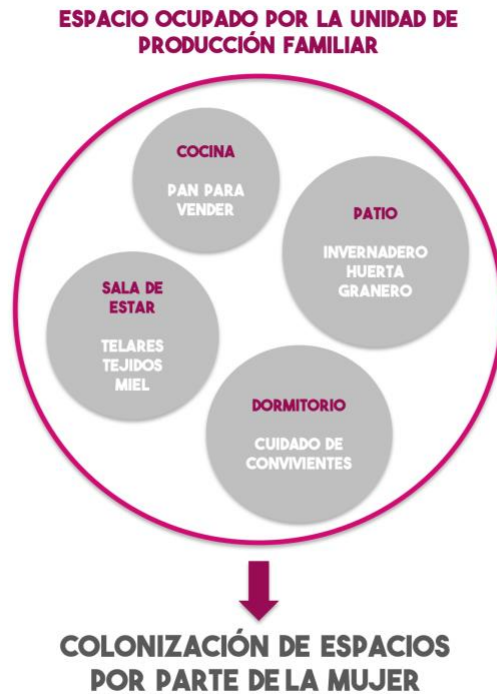 ESPACIO OCUPADO POR LA UNIDAD DE
PRODUCCIÓN FAMILIAR
COCINA
PAN PARA
VENDER
PATIO
INVERNADERO
HUERTA
GRANERO
SALA DE
ESTAR
TELARES
TEJIDOS
MIEL
DORMITORIO
CUIDADO DE
CONVIVIENTES
COLONIZACIÓN DE ESPACIOS
POR PARTE DE LA MUJER